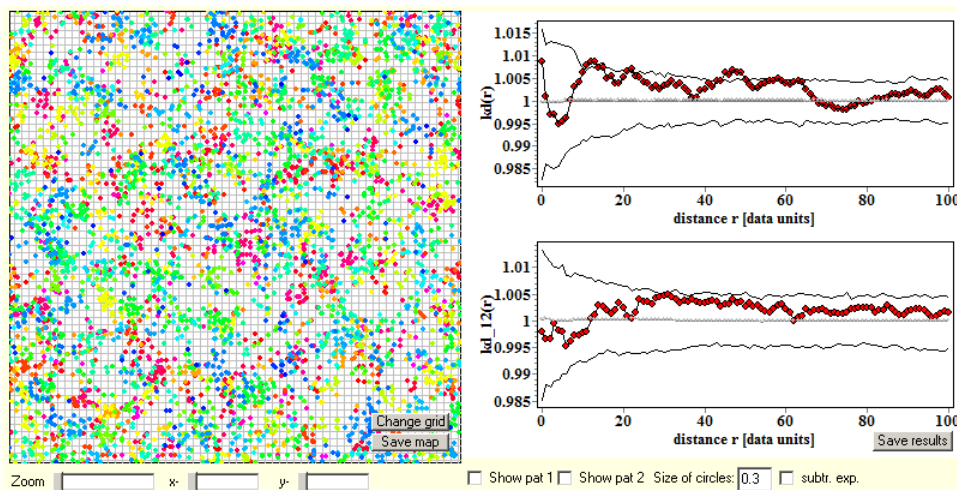 Change grid
Save map
1.015
1.01
1.005
1
0.995
0.99
0.985
kd(r)
0 20 40 60 80 100
distance r [data units]
1.01
1.005
1
0.995
0.99
0.985
kd_12(r)
0 20 40 60 80 100
distance r [data units]
Save results
Zoom x- y- Show pat 1 Show pat 2 Size of circles: 0.3 subtr. exp.